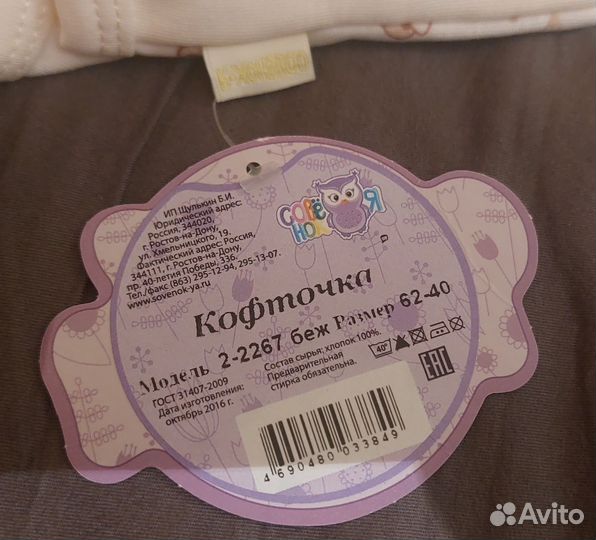 ИП Шулькин Б.И.
Юридический адрес:
Россия, 344020,
г. Ростов-на-Дону,
ул. Хмельницкого, 19.
Фактический адрес: Россия,
344111, г. Ростов-на-Дону,
пр. 40-летия Победы, 336,
Тел./факс (863) 295-12-94, 295-13-07.
www.sovenok-ya.ru
СОВЁ
НОК Я
Кофточка
Модель 2-2267 беж Размер 62-40
ГОСТ 31407-2009
Дата изготовления:
октябрь 2016 г.
Состав сырья: хлопок 100%.
Предварительная
стирка обязательна.
40°
EAC
4 690480 033849
Avito